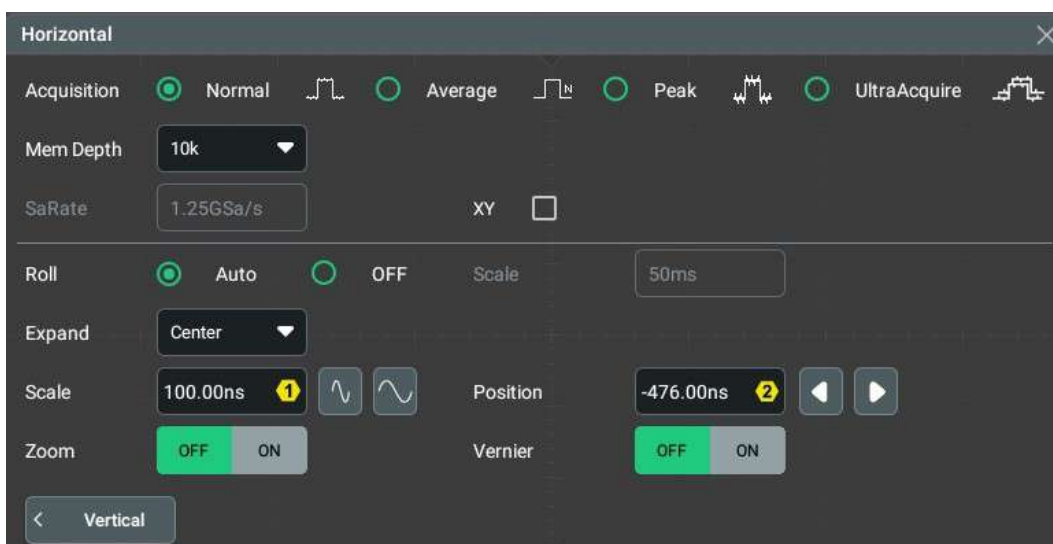 Horizontal
Acquisition Normal Average N Peak UltraAcquire
Mem Depth 10k
SaRate 1.25GSa/s XY
Roll Auto OFF Scale 50ms
Expand Center
Scale 100.00ns 1 Position -476.00ns 2
Zoom OFF ON Vernier OFF ON
Vertical